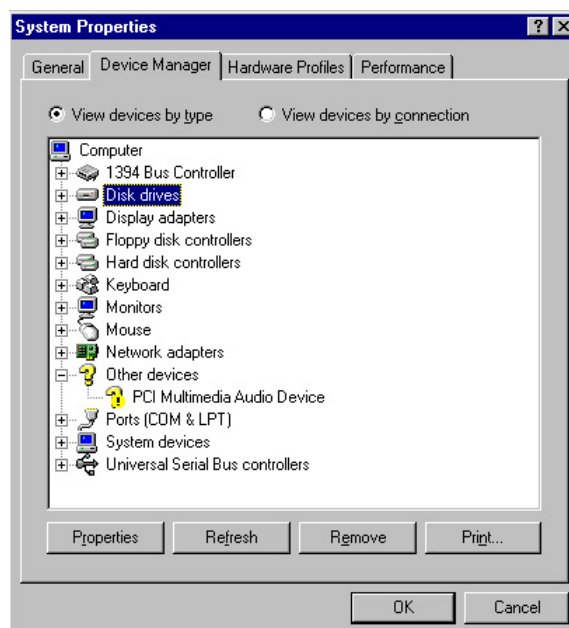 System Properties
General Device Manager Hardware Profiles Performance
View devices by type View devices by connection
Computer
1394 Bus Controller
Disk drives
Display adapters
Floppy disk controllers
Hard disk controllers
Keyboard
Monitors
Mouse
Network adapters
Other devices
PCI Multimedia Audio Device
Ports (COM & LPT)
System devices
Universal Serial Bus controllers
Properties Refresh Remove Print...
OK Cancel